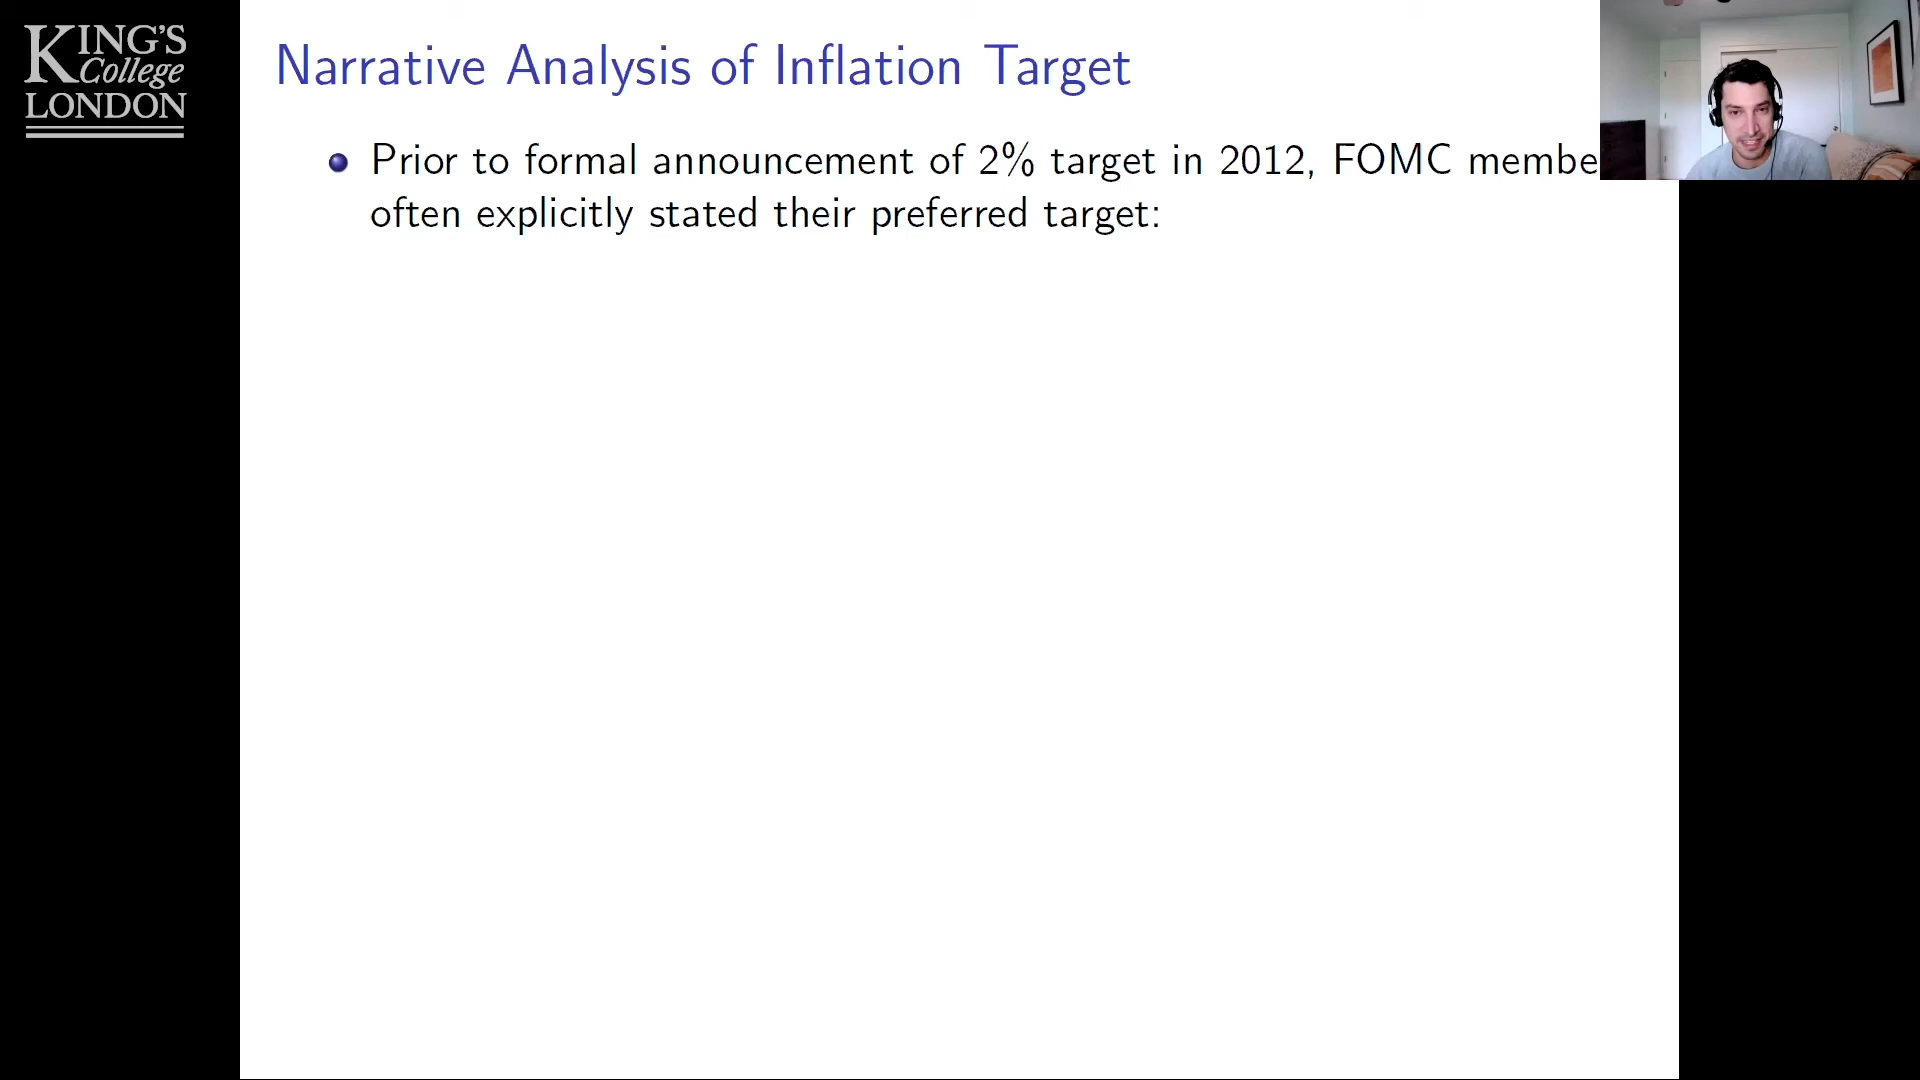 KING'S
College
LONDON
Narrative Analysis of Inflation Target
Prior to formal announcement of 2% target in 2012, FOMC membe
often explicitly stated their preferred target: